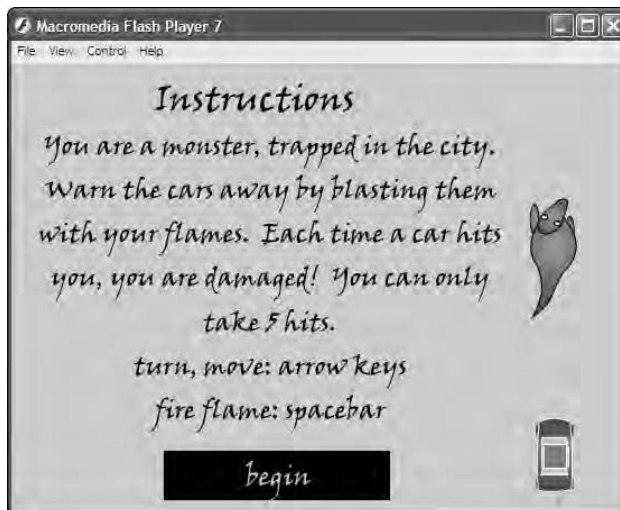 Macromedia Flash Player 7
File View Control Help
Instructions
You are a monster, trapped in the city.
Warn the cars away by blasting them
with your flames. Each time a car hits
you, you are damaged! You can only
take 5 hits.
turn, move: arrow keys
fire flame: spacebar
begin